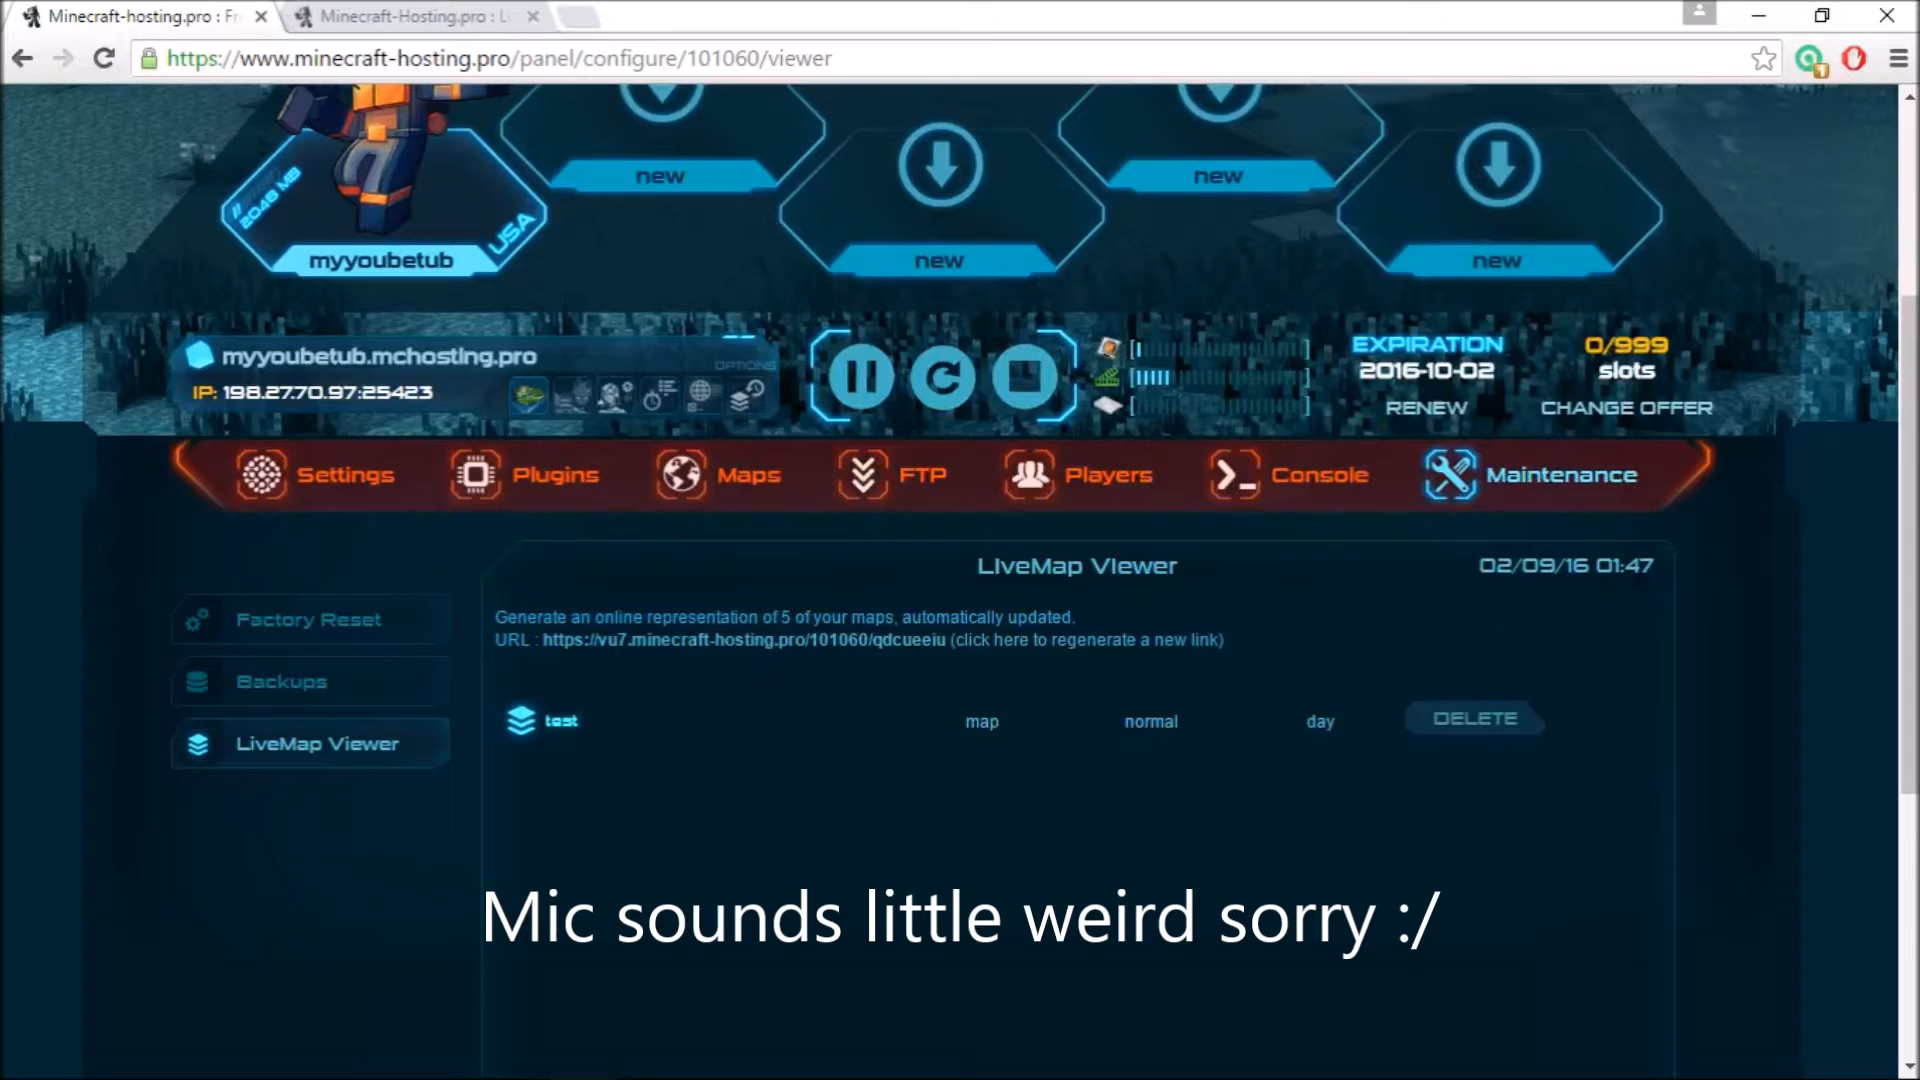 Minecraft-hosting.pro : Fr
Minecraft-Hosting.pro : L
https://www.minecraft-hosting.pro/panel/configure/101060/viewer
new
new
2048 MB
USA
myyoubetub
new
new
myyoubetub.mchosting.pro
OPTIONS
IP: 198.27.70.97:25423
EXPIRATION
2016-10-02
RENEW
0/999
slots
CHANGE OFFER
Settings
Plugins
Maps
FTP
Players
Console
Maintenance
Factory Reset
Backups
LiveMap Viewer
LiveMap Viewer
02/09/16 01:47
Generate an online representation of 5 of your maps, automatically updated.
URL : https://vu7.minecraft-hosting.pro/101060/qdcueeiu (click here to regenerate a new link)
test
map
normal
day
DELETE
Mic sounds little weird sorry :/